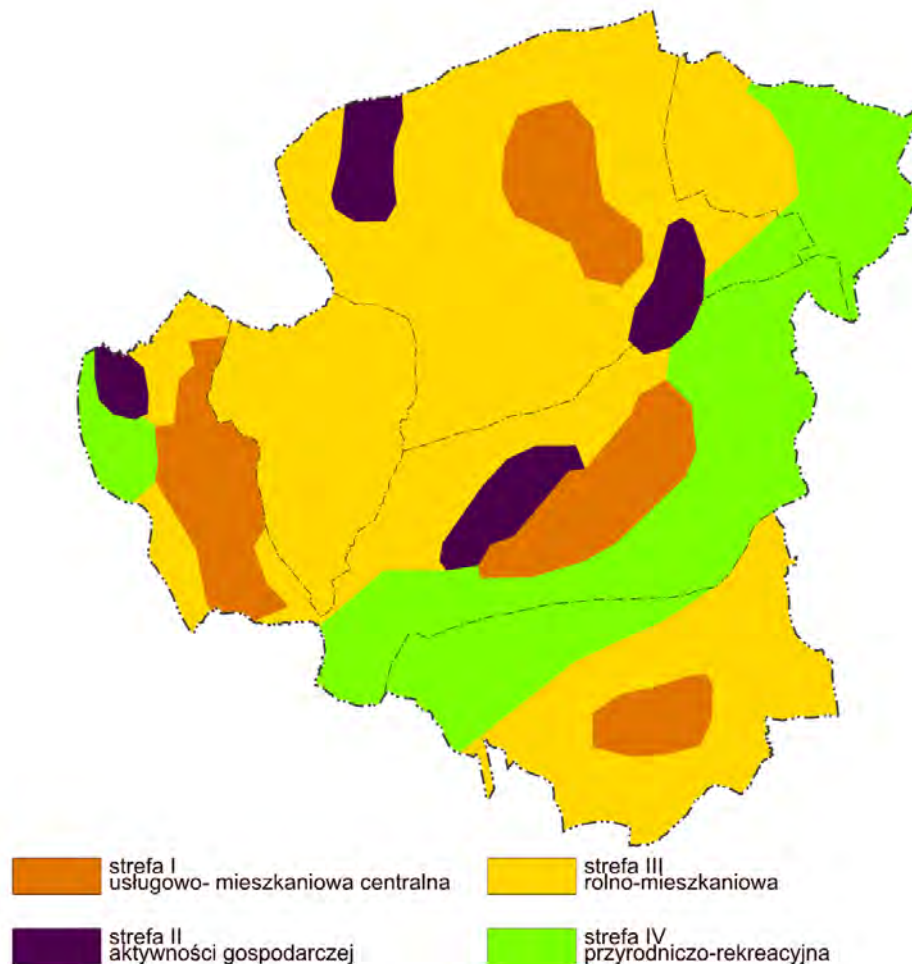 strefa I
usługowo- mieszkaniowa centralna
strefa III
rolno-mieszkaniowa
strefa II
aktywności gospodarczej
strefa IV
przyrodniczo-rekreacyjna